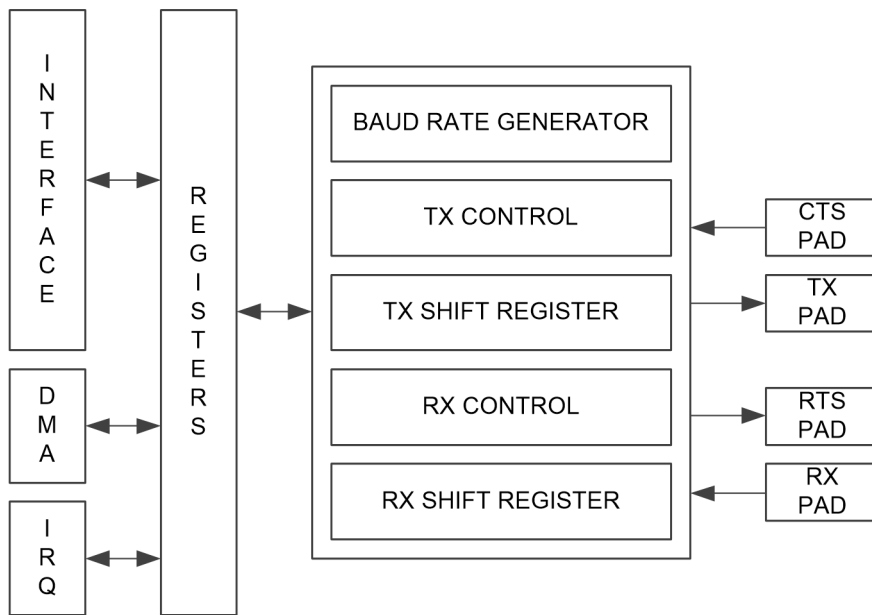 INTERFACE
DMA
IRQ
REGISTERS
BAUD RATE GENERATOR
TX CONTROL
TX SHIFT REGISTER
RX CONTROL
RX SHIFT REGISTER
CTS
PAD
TX
PAD
RTS
PAD
RX
PAD